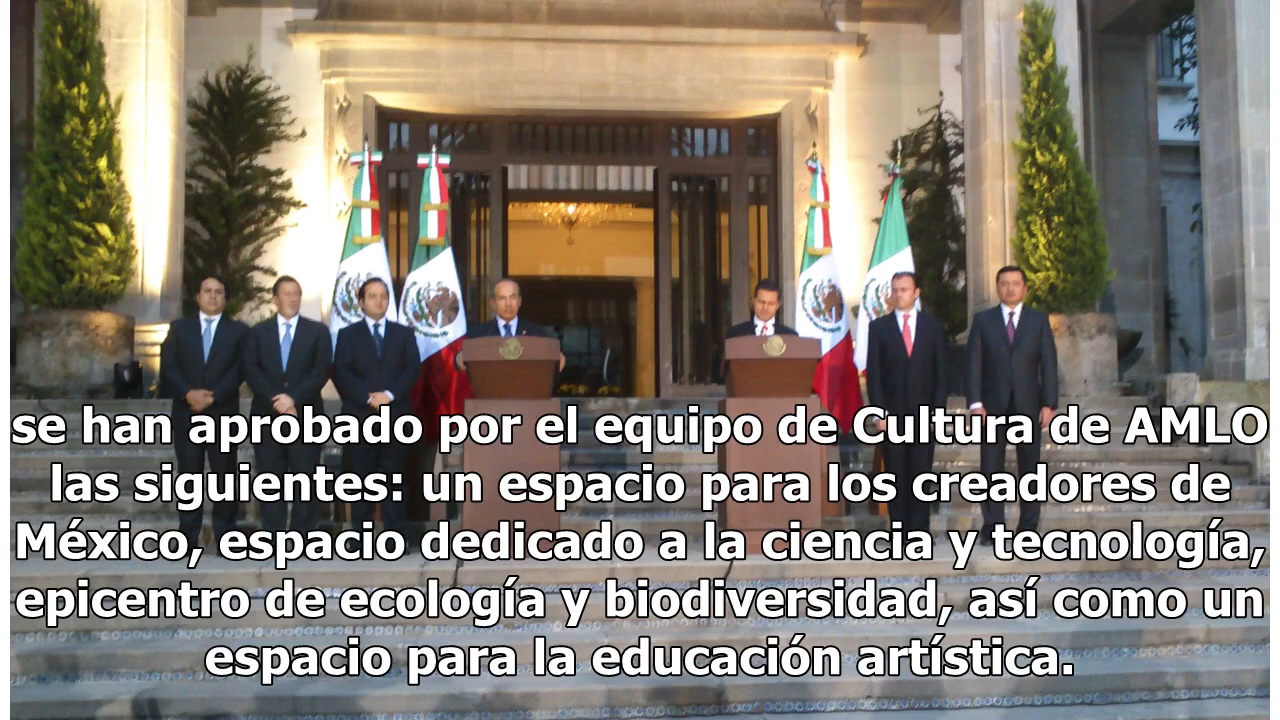 se han aprobado por el equipo de Cultura de AMLO
las siguientes: un espacio para los creadores de
México, espacio dedicado a la ciencia y tecnología,
epicentro de ecología y biodiversidad, así como un
espacio para la educación artística.